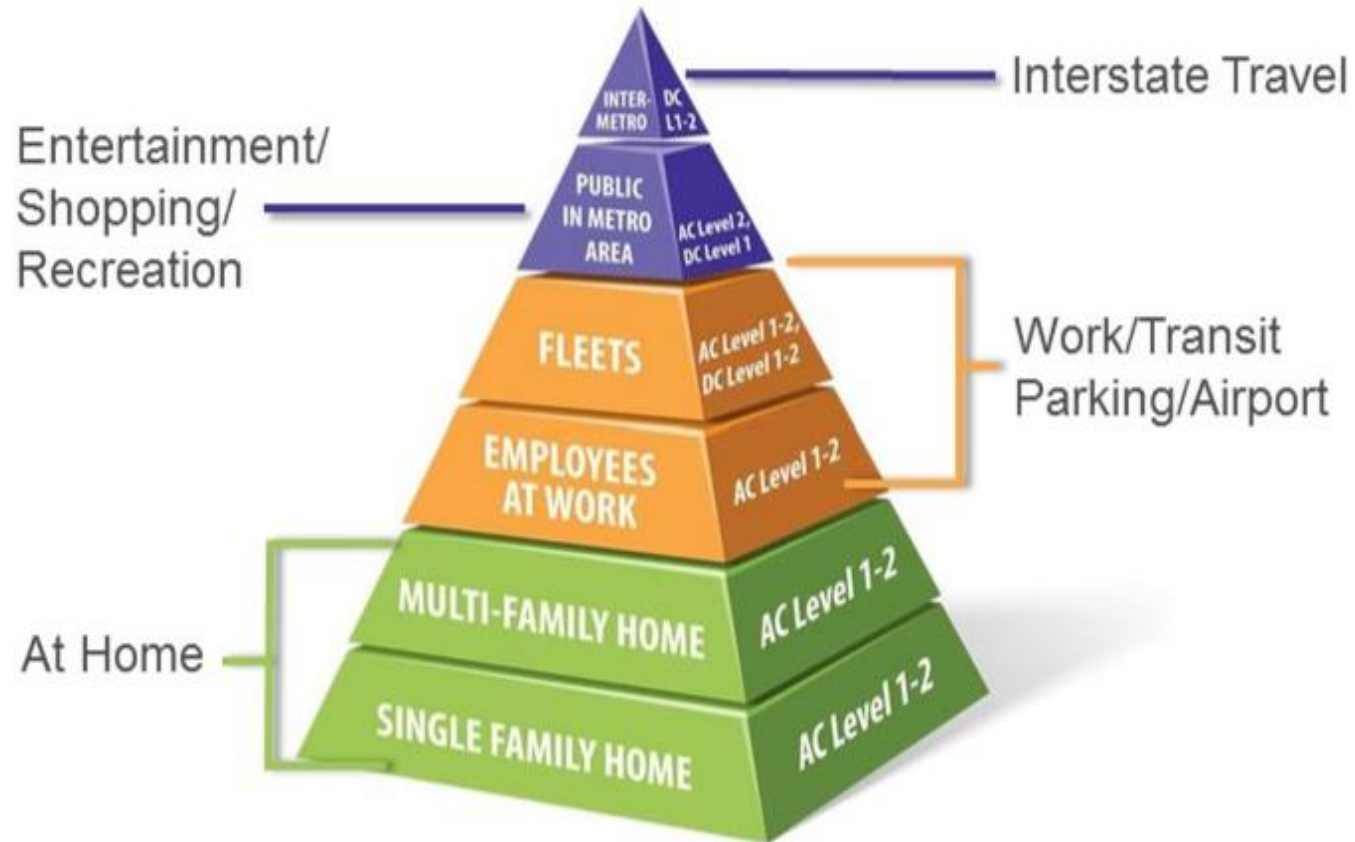 INTER-
METRO
DC
L1-2
Interstate Travel
Entertainment/
Shopping/
Recreation
PUBLIC
IN METRO
AREA
AC Level 2,
DC Level 1
FLEETS
AC Level 1-2,
DC Level 1-2
Work/Transit
Parking/Airport
EMPLOYEES
AT WORK
AC Level 1-2
At Home
MULTI-FAMILY HOME
AC Level 1-2
SINGLE FAMILY HOME
AC Level 1-2